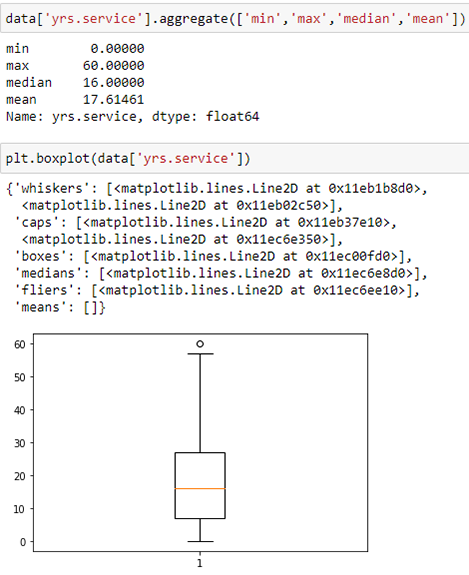 data['yrs.service'].aggregate(['min','max','median','mean'])
min 0.00000
max 60.00000
median 16.00000
mean 17.61461
Name: yrs.service, dtype: float64
plt.boxplot(data['yrs.service'])
{'whiskers': [<matplotlib.lines.Line2D at 0x11eb1b8d0>,
<matplotlib.lines.Line2D at 0x11eb02c50>],
'caps': [<matplotlib.lines.Line2D at 0x11eb37e10>,
<matplotlib.lines.Line2D at 0x11ec6e350>],
'boxes': [<matplotlib.lines.Line2D at 0x11ec00fd0>],
'medians': [<matplotlib.lines.Line2D at 0x11ec6e8d0>],
'fliers': [<matplotlib.lines.Line2D at 0x11ec6ee10>],
'means': []}
60
50
40
30
20
10
0
1